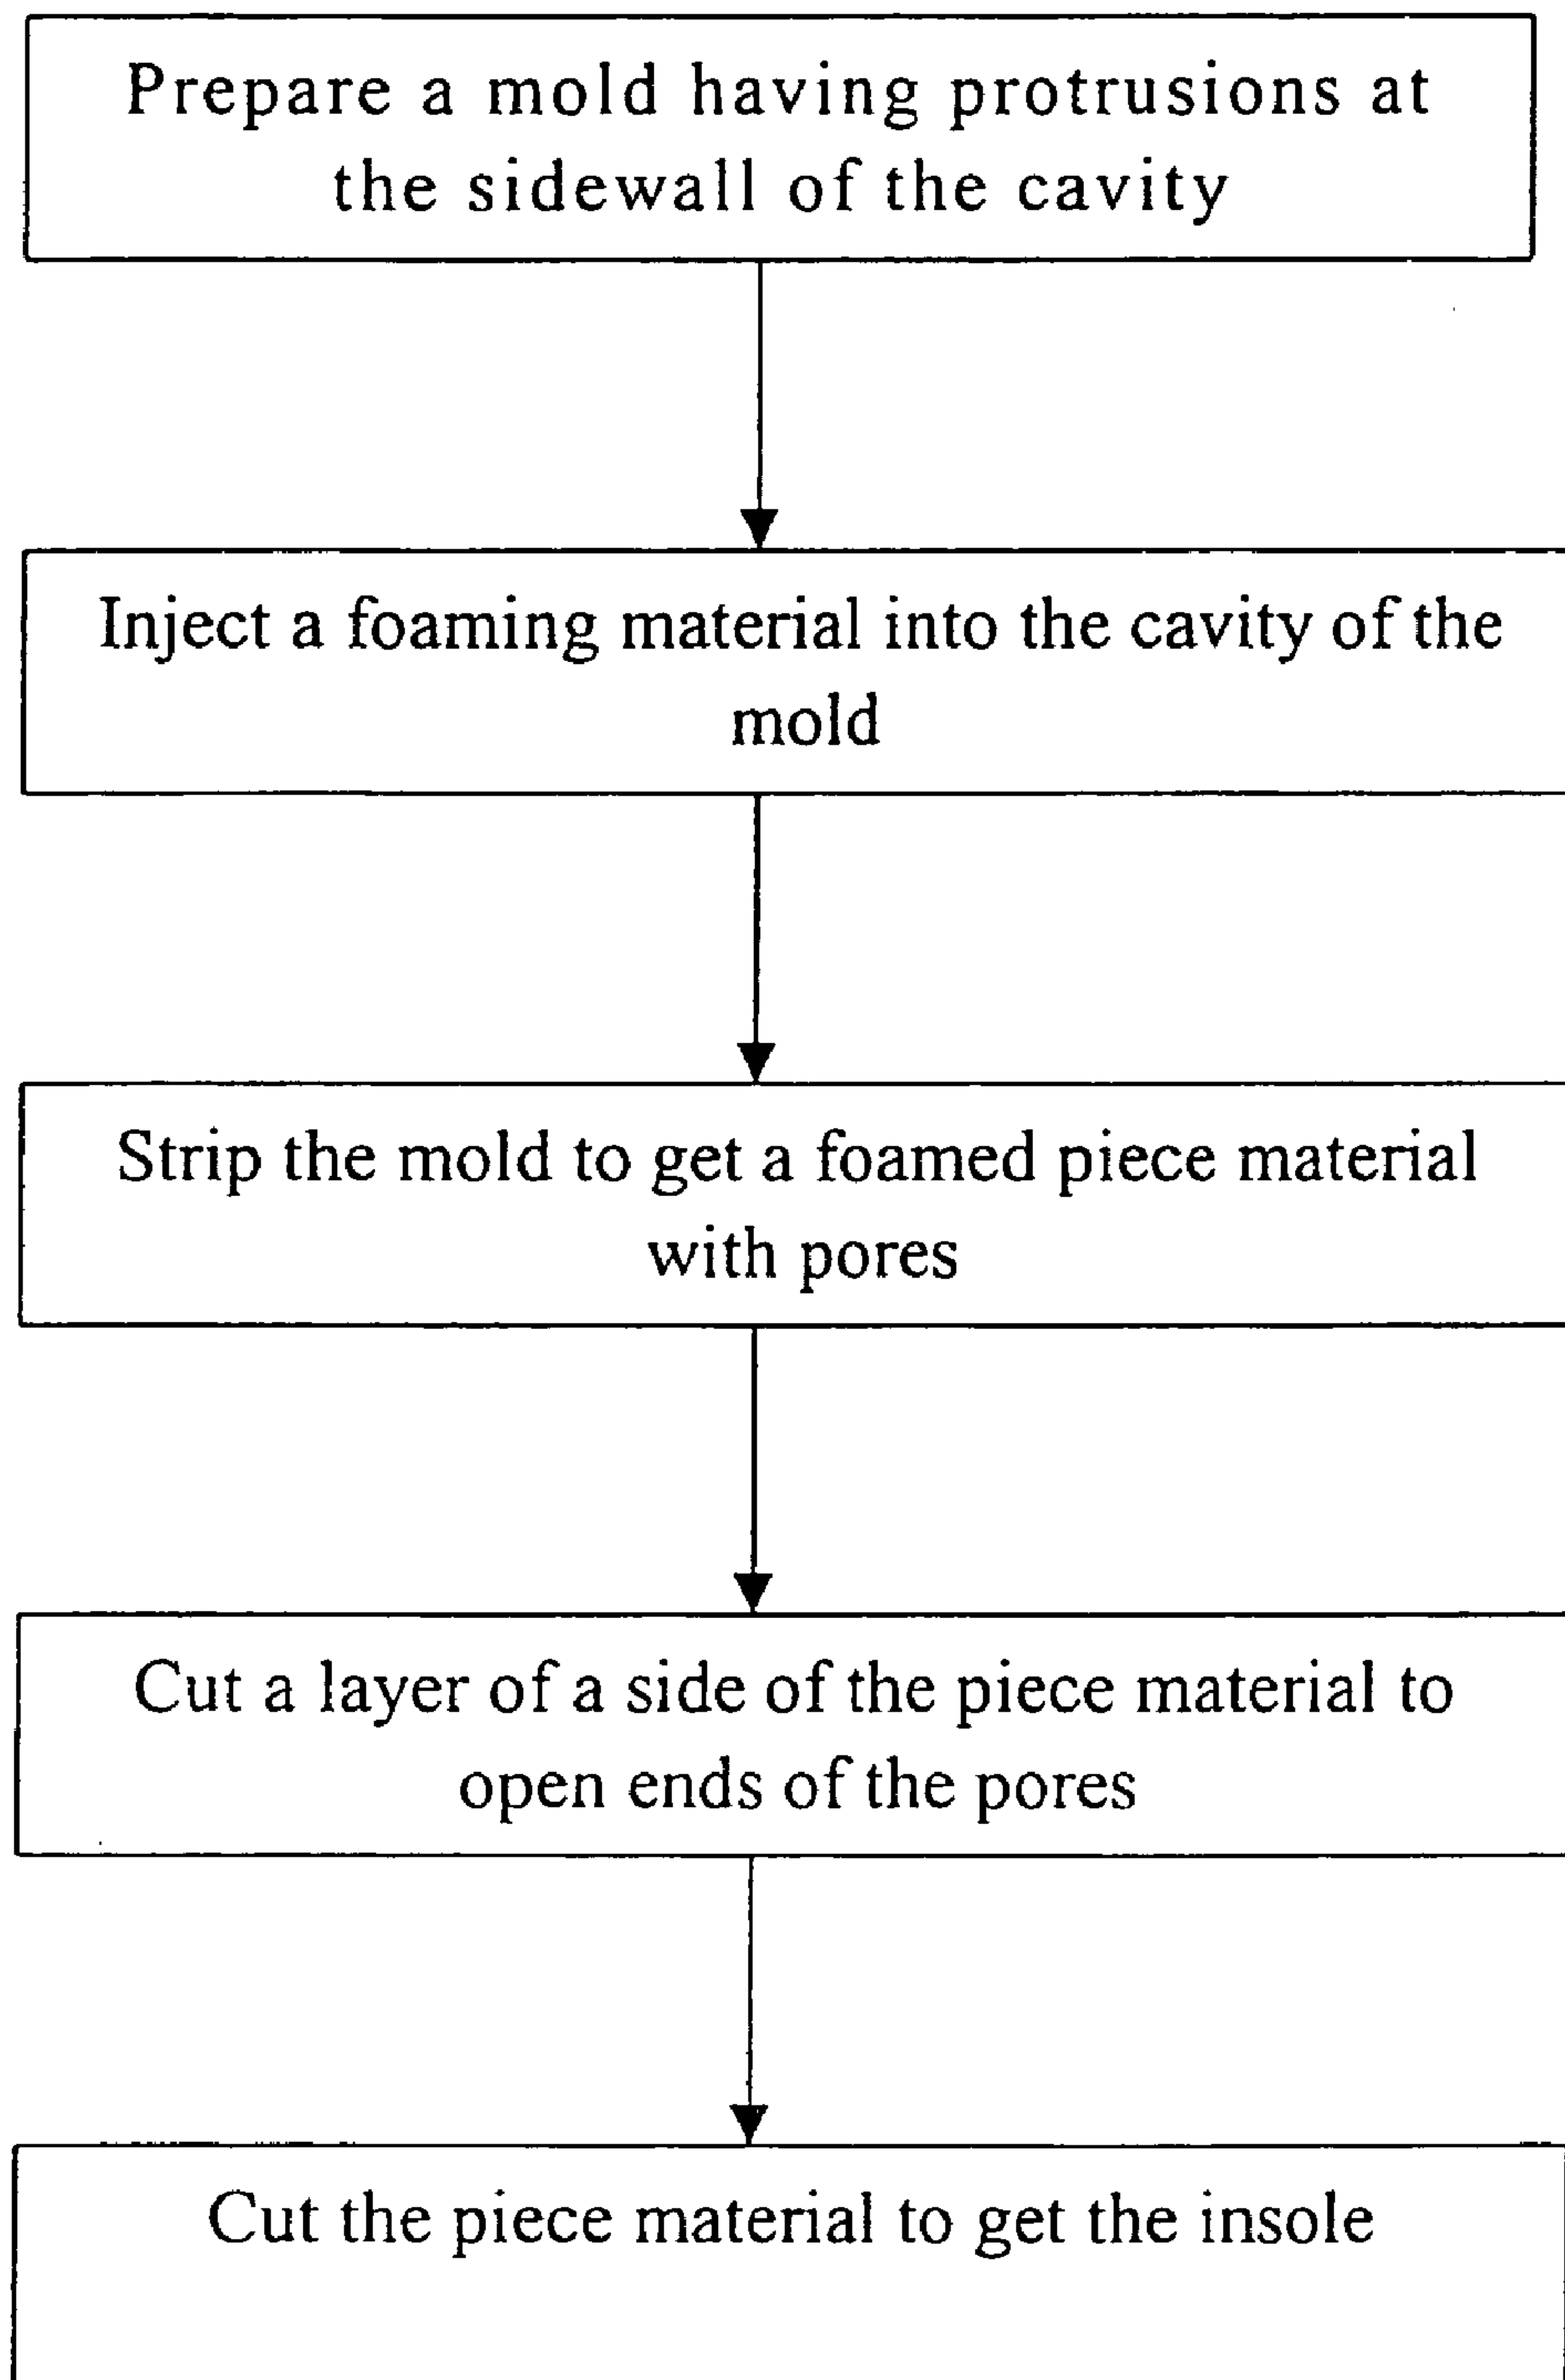 Prepare a mold having protrusions at
the sidewall of the cavity
Inject a foaming material into the cavity of the
mold
Strip the mold to get a foamed piece material
with pores
Cut a layer of a side of the piece material to
open ends of the pores
Cut the piece material to get the insole